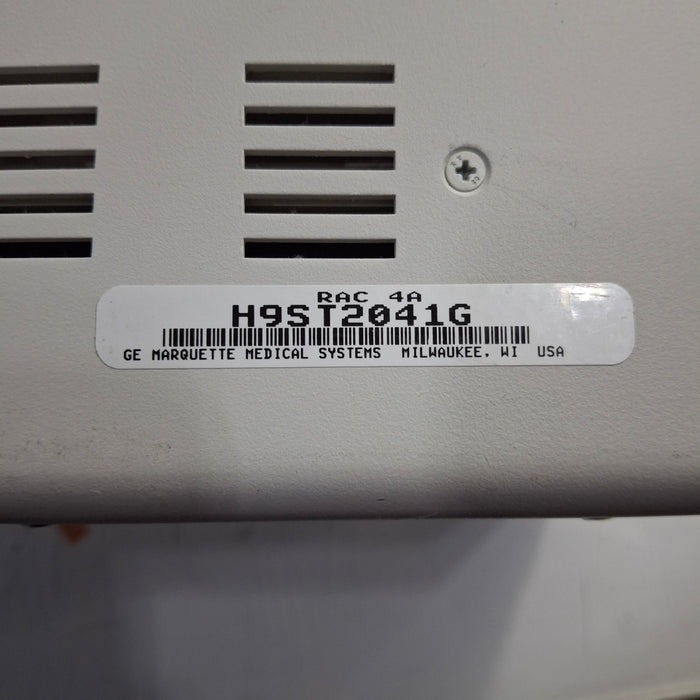 RAC 4A
H9ST2041G
GE MARQUETTE MEDICAL SYSTEMS MILWAUKEE, WI USA